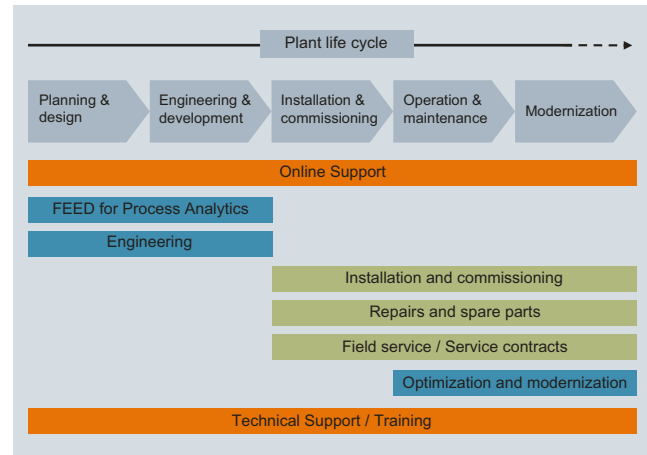 Plant life cycle
Planning &
design
Engineering &
development
Installation &
commissioning
Operation &
maintenance
Modernization
Online Support
FEED for Process Analytics
Engineering
Installation and commissioning
Repairs and spare parts
Field service / Service contracts
Optimization and modernization
Technical Support / Training